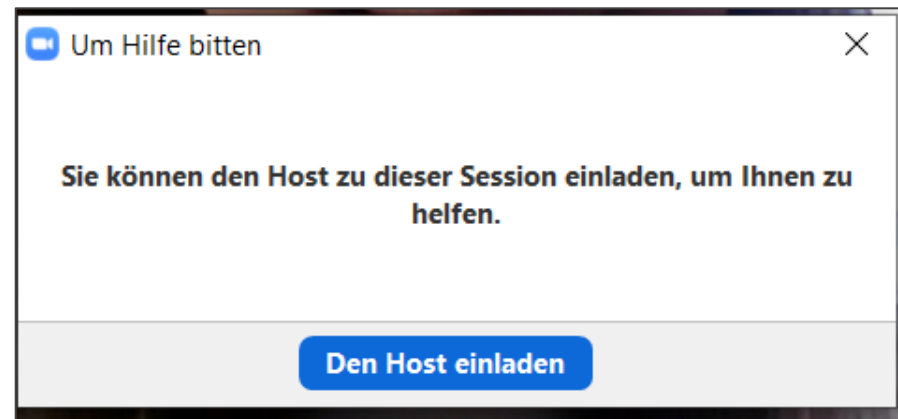 Um Hilfe bitten
Sie können den Host zu dieser Session einladen, um Ihnen zu
helfen.
Den Host einladen